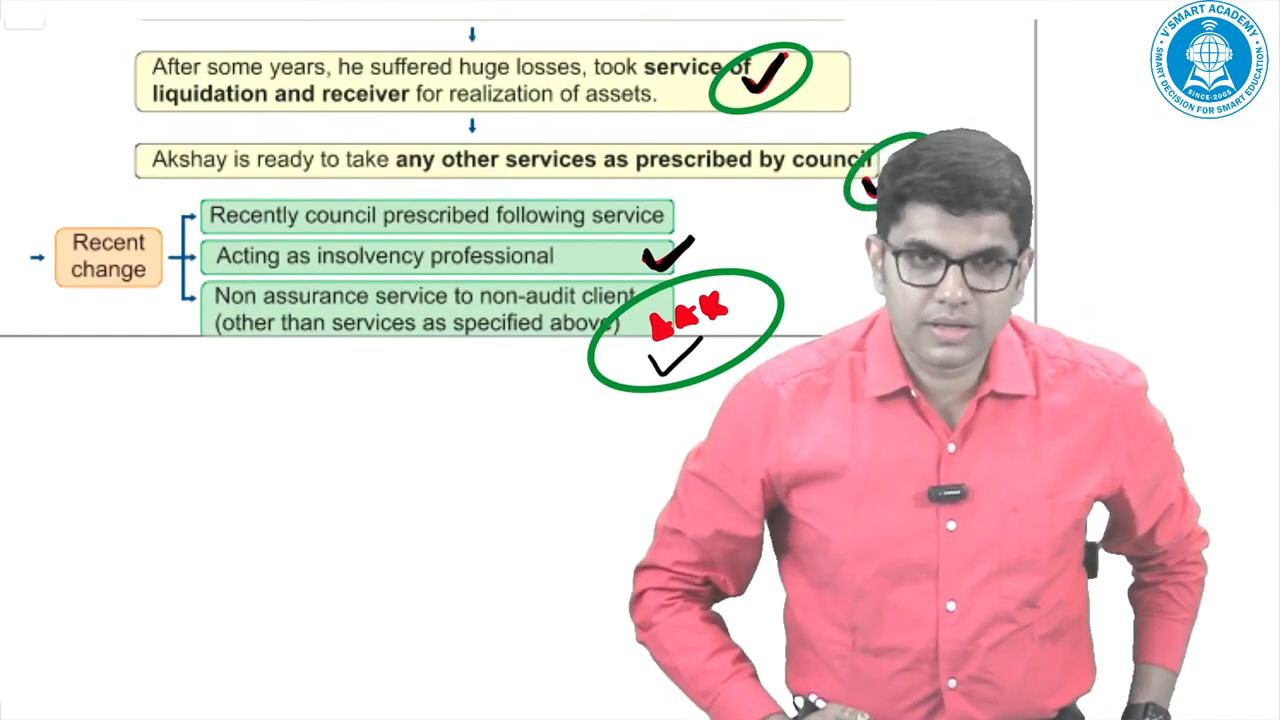 After some years, he suffered huge losses, took service of
liquidation and receiver for realization of assets.
Akshay is ready to take any other services as prescribed by council
Recent
change
Recently council prescribed following service
Acting as insolvency professional
Non assurance service to non-audit client
(other than services as specified above)
V'SMART ACADEMY
SINCE-2005
SMART DECISION FOR SMART EDUCATION